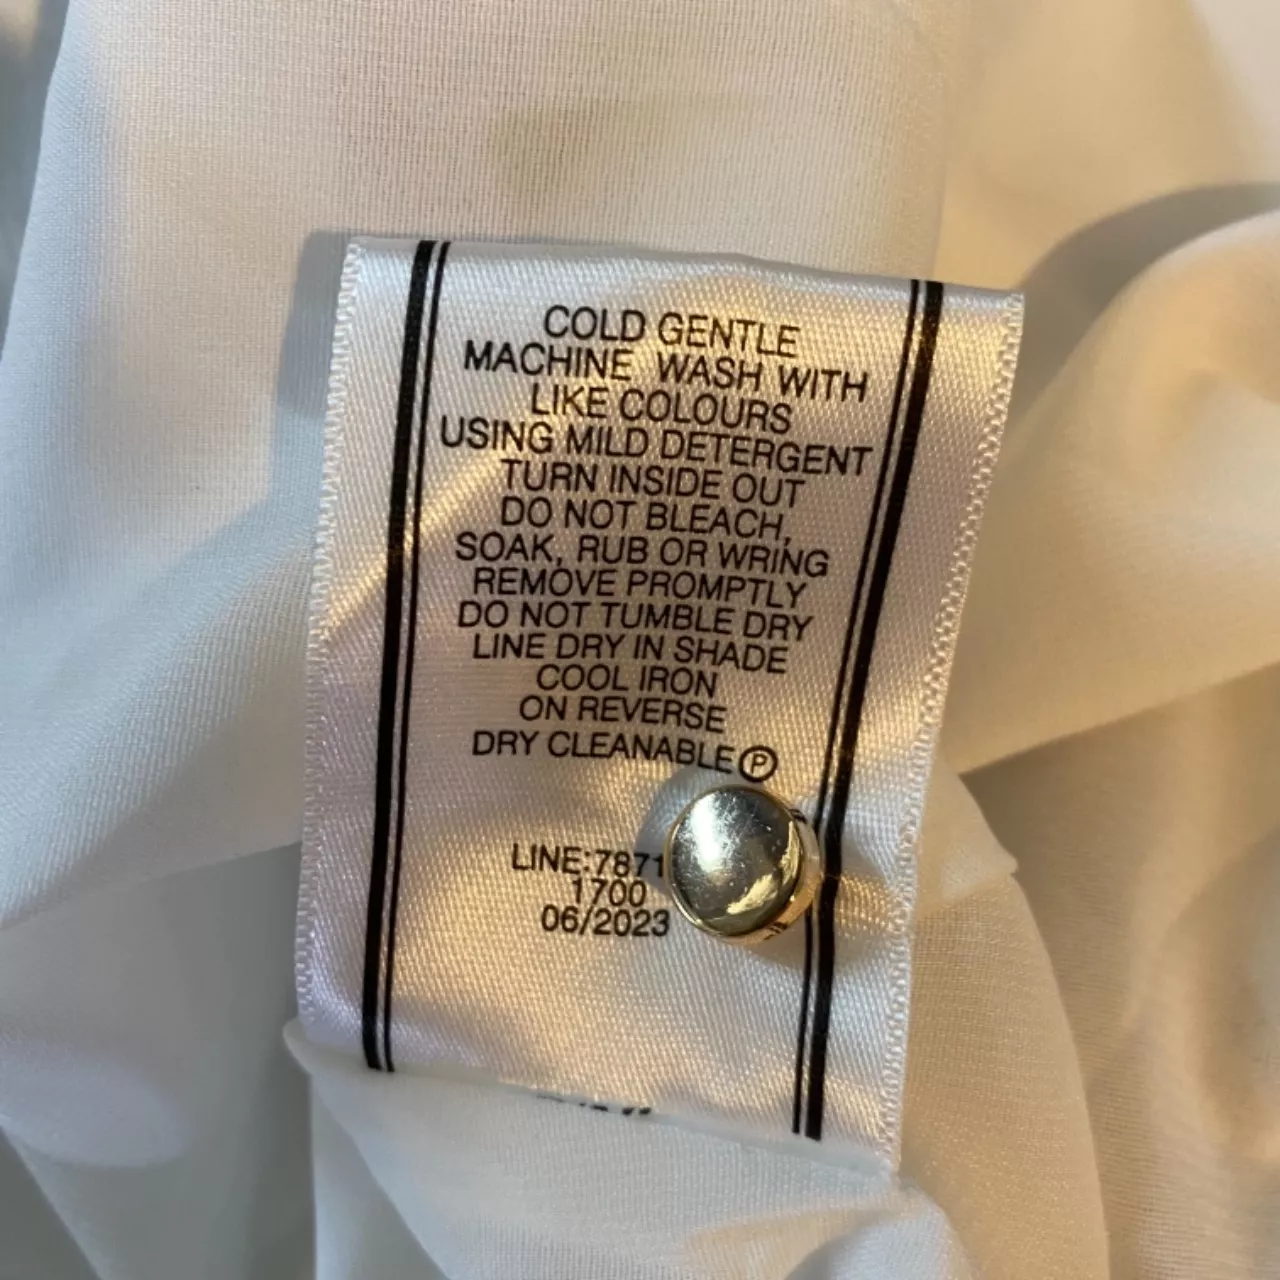 COLD GENTLE
MACHINE WASH WITH
LIKE COLOURS
USING MILD DETERGENT
TURN INSIDE OUT
DO NOT BLEACH,
SOAK, RUB OR WRING
REMOVE PROMPTLY
DO NOT TUMBLE DRY
LINE DRY IN SHADE
COOL IRON
ON REVERSE
DRY CLEANABLE Ⓟ
LINE:7871
1700
06/2023